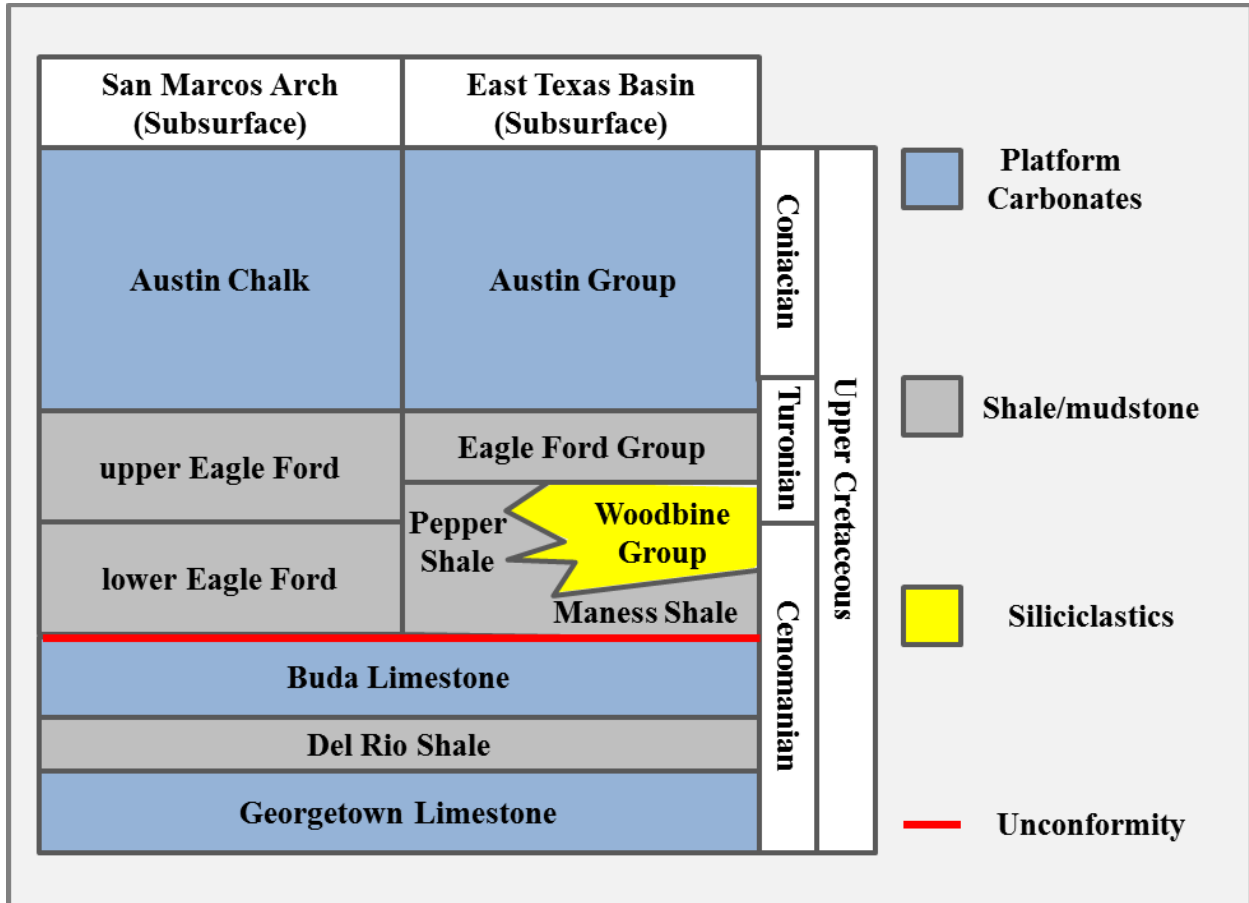 San Marcos Arch
(Subsurface)
East Texas Basin
(Subsurface)
Austin Chalk
Austin Group
upper Eagle Ford
Eagle Ford Group
lower Eagle Ford
Pepper
Shale
Woodbine
Group
Maness Shale
Buda Limestone
Del Rio Shale
Georgetown Limestone
Coniacian
Turonian
Cenomanian
Upper Cretaceous
Platform
Carbonates
Shale/mudstone
Siliciclastics
Unconformity